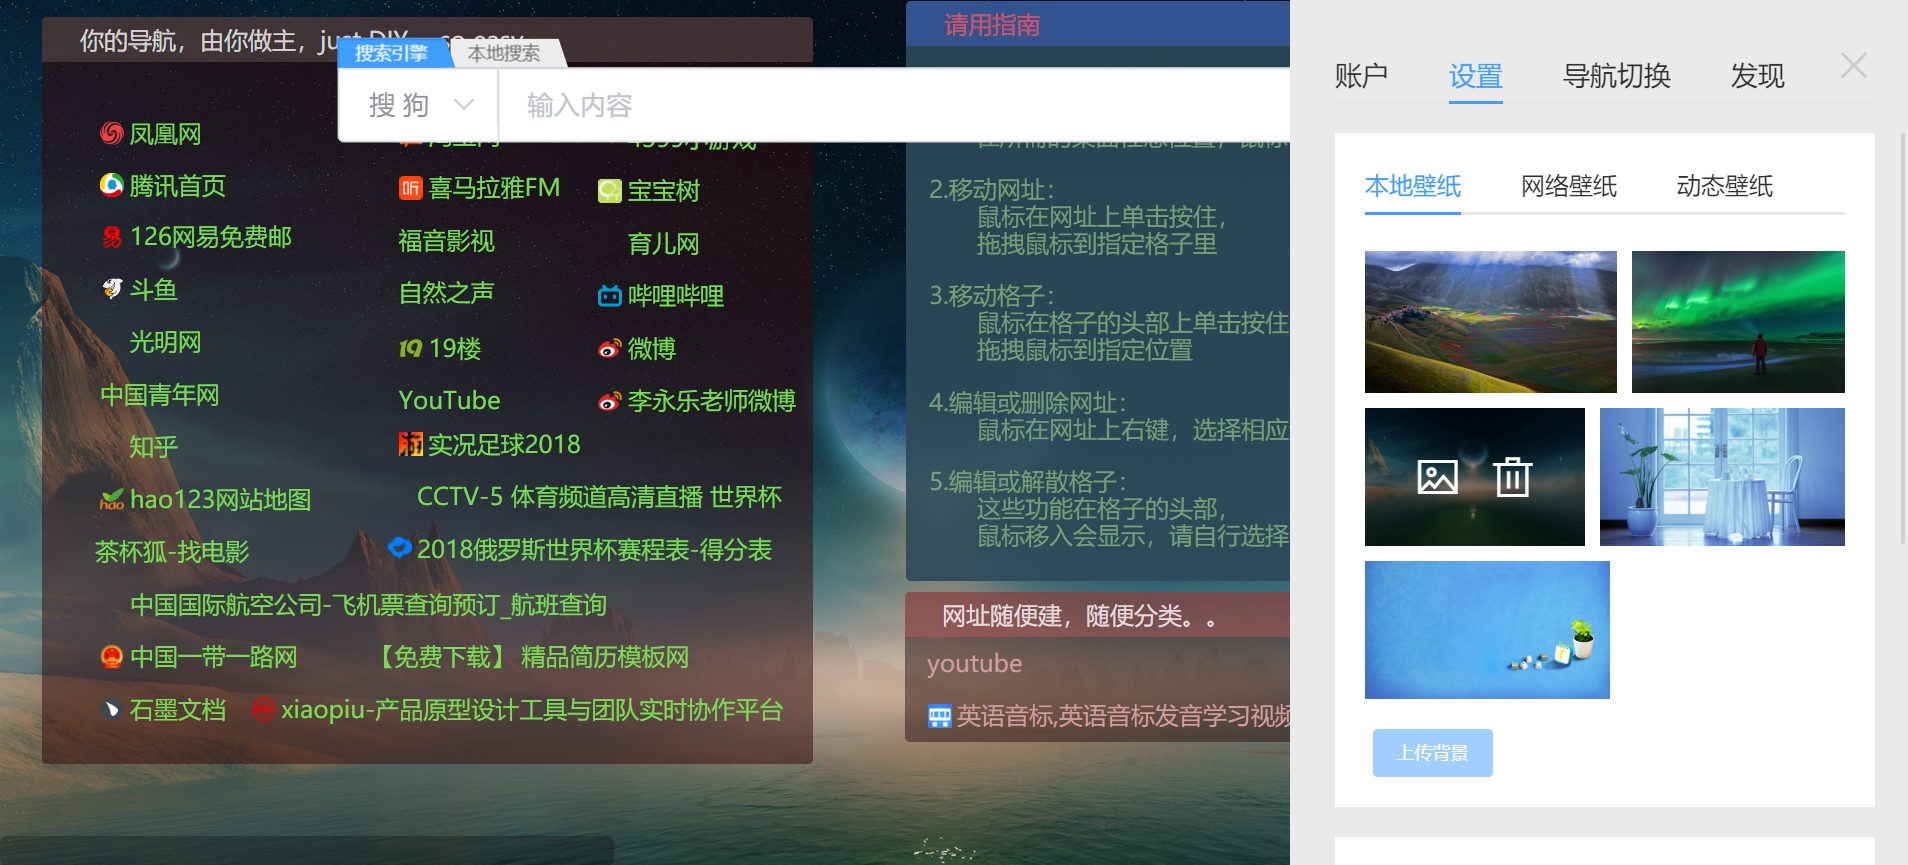 你的导航，由你做主，just DIY
搜索引擎
本地搜索
搜 狗
输入内容
凤凰网
腾讯首页
喜马拉雅FM
宝宝树
126网易免费邮
福音影视
育儿网
斗鱼
自然之声
哔哩哔哩
光明网
19楼
微博
中国青年网
YouTube
李永乐老师微博
知乎
实况足球2018
hao123网站地图
CCTV-5 体育频道高清直播 世界杯
茶杯狐-找电影
2018俄罗斯世界杯赛程表-得分表
中国国际航空公司-飞机票查询预订_航班查询
中国一带一路网
【免费下载】 精品简历模板网
石墨文档
xiaopiu-产品原型设计工具与团队实时协作平台
请用指南
2.移动网址：
鼠标在网址上单击按住，
拖拽鼠标到指定格子里
3.移动格子：
鼠标在格子的头部上单击按住
拖拽鼠标到指定位置
4.编辑或删除网址：
鼠标在网址上右键，选择相应
5.编辑或解散格子：
这些功能在格子的头部，
鼠标移入会显示，请自行选择
网址随便建，随便分类。。
youtube
英语音标,英语音标发音学习视频
账户
设置
导航切换
发现
本地壁纸
网络壁纸
动态壁纸
上传背景